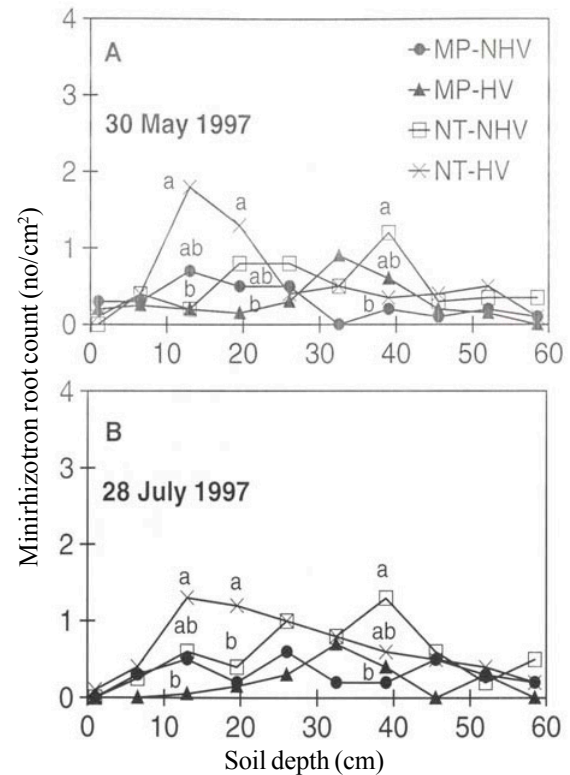 4
A
MP-NHV
MP-HV
3
30 May 1997
NT-NHV
NT-HV
2
a
a
a
ab
1
ab
ab
b
b
b
0
0 10 20 30 40 50 60
Minirhizotron root count (no/cm²)
4
B
3
28 July 1997
2
a
a
a
ab
b
ab
1
b
b
0
0 10 20 30 40 50 60
Soil depth (cm)